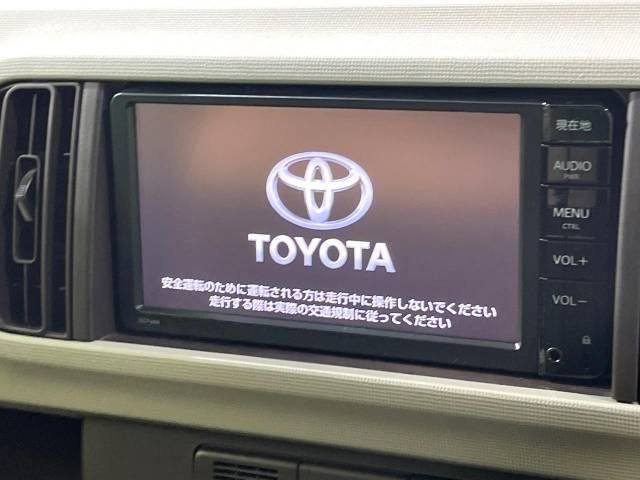 現在地
AUDIO
PWR
MENU
CTRL
VOL+
VOL−
TOYOTA
安全運転のために運転される方は走行中に操作しないでください
走行する際は実際の交通規制に従ってください